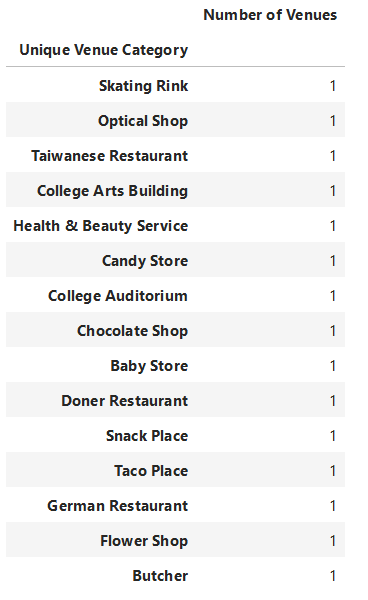 Number of Venues
Unique Venue Category
Skating Rink 1
Optical Shop 1
Taiwanese Restaurant 1
College Arts Building 1
Health & Beauty Service 1
Candy Store 1
College Auditorium 1
Chocolate Shop 1
Baby Store 1
Doner Restaurant 1
Snack Place 1
Taco Place 1
German Restaurant 1
Flower Shop 1
Butcher 1